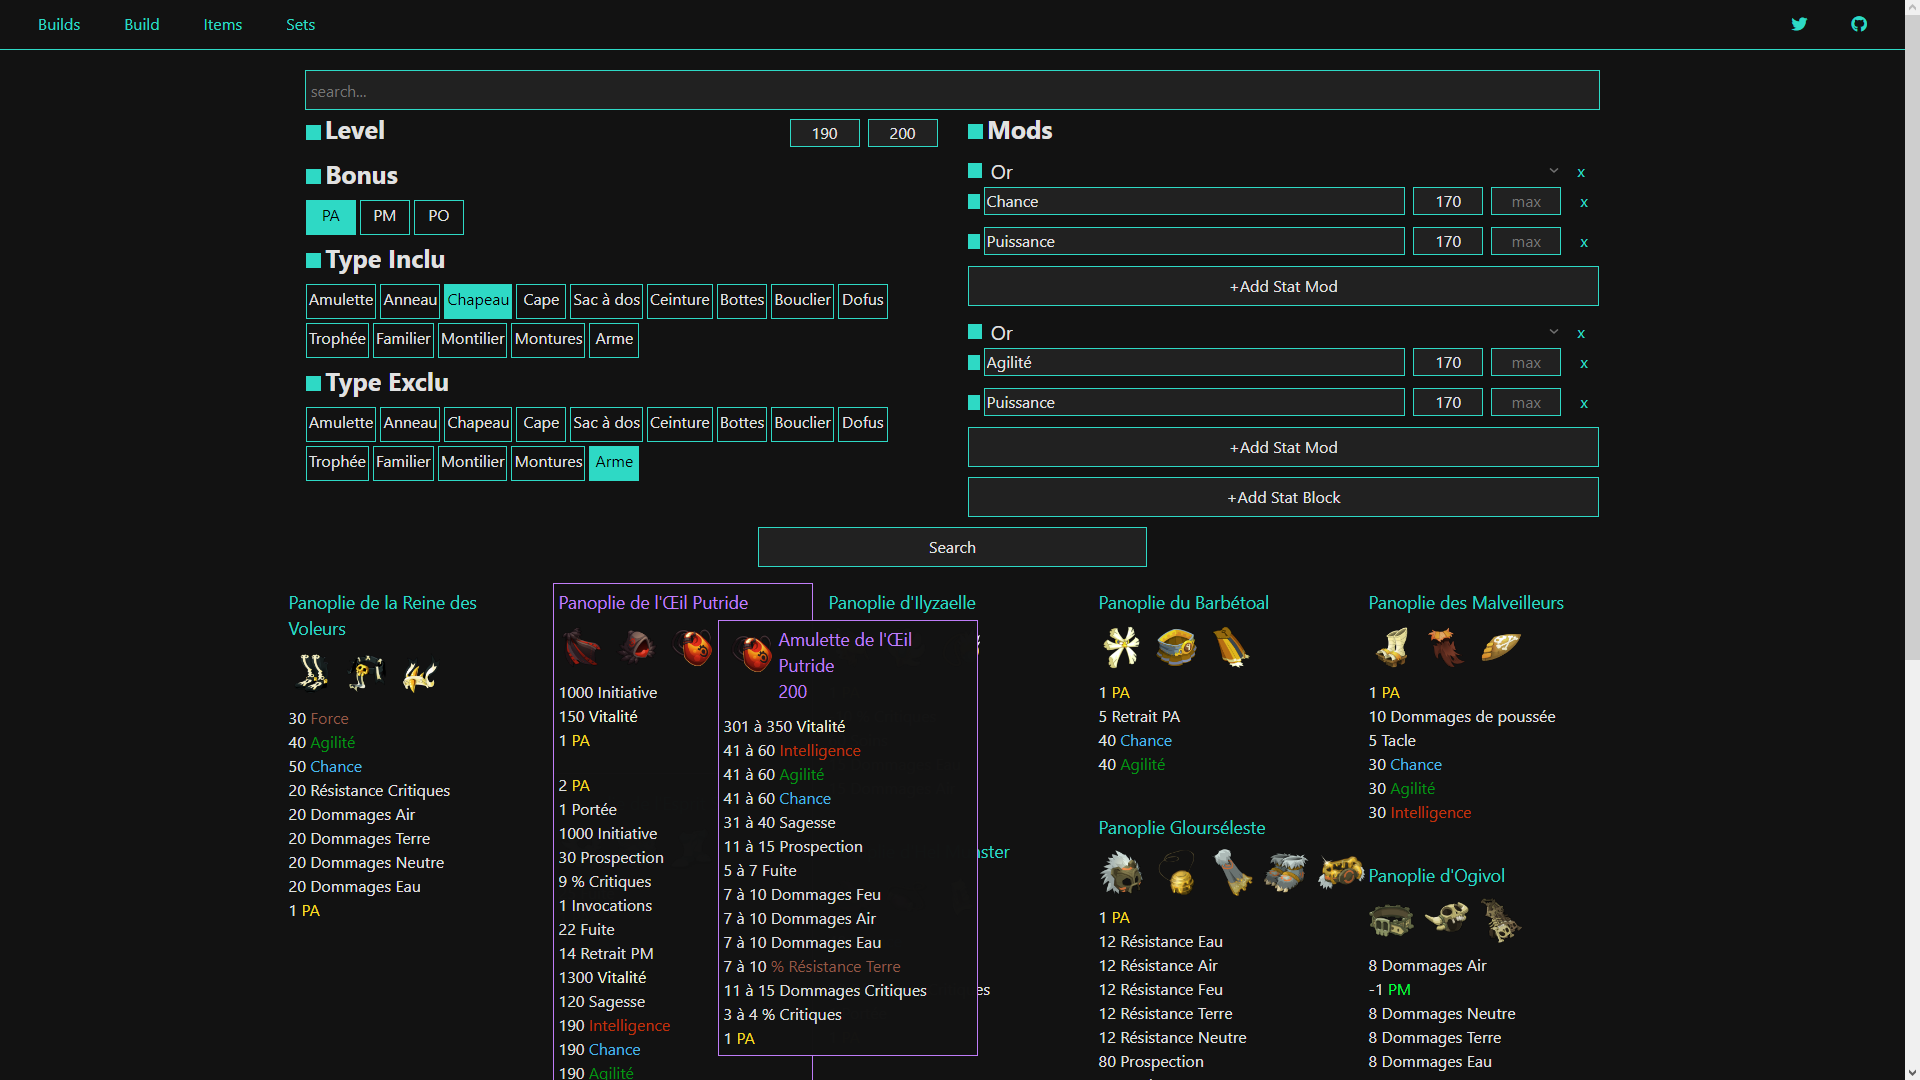 Builds Build Items Sets
search...
Level 190 200
Bonus
PA PM PO
Type Inclu
Amulette Anneau Chapeau Cape Sac à dos Ceinture Bottes Bouclier Dofus
Trophée Familier Montilier Montures Arme
Type Exclu
Amulette Anneau Chapeau Cape Sac à dos Ceinture Bottes Bouclier Dofus
Trophée Familier Montilier Montures Arme
Mods
Or x
Chance 170 max x
Puissance 170 max x
+Add Stat Mod
Or x
Agilité 170 max x
Puissance 170 max x
+Add Stat Mod
+Add Stat Block
Search
Panoplie de la Reine des
Voleurs
30 Force
40 Agilité
50 Chance
20 Résistance Critiques
20 Dommages Air
20 Dommages Terre
20 Dommages Neutre
20 Dommages Eau
1 PA
Panoplie de l'Œil Putride
1000 Initiative
150 Vitalité
1 PA
2 PA
1 Portée
1000 Initiative
30 Prospection
9 % Critiques
1 Invocations
22 Fuite
14 Retrait PM
1300 Vitalité
120 Sagesse
190 Intelligence
190 Chance
190 Agilité
Panoplie d'Ilyzaelle
Amulette de l'Œil
Putride
200
301 à 350 Vitalité
41 à 60 Intelligence
41 à 60 Agilité
41 à 60 Chance
31 à 40 Sagesse
11 à 15 Prospection
5 à 7 Fuite
7 à 10 Dommages Feu
7 à 10 Dommages Air
7 à 10 Dommages Eau
7 à 10 % Résistance Terre
11 à 15 Dommages Critiques
3 à 4 % Critiques
1 PA
Panoplie du Barbétoal
1 PA
5 Retrait PA
40 Chance
40 Agilité
Panoplie Glourséleste
1 PA
12 Résistance Eau
12 Résistance Air
12 Résistance Feu
12 Résistance Terre
12 Résistance Neutre
80 Prospection
Panoplie des Malveilleurs
1 PA
10 Dommages de poussée
5 Tacle
30 Chance
30 Agilité
30 Intelligence
Panoplie d'Ogivol
8 Dommages Air
-1 PM
8 Dommages Neutre
8 Dommages Terre
8 Dommages Eau